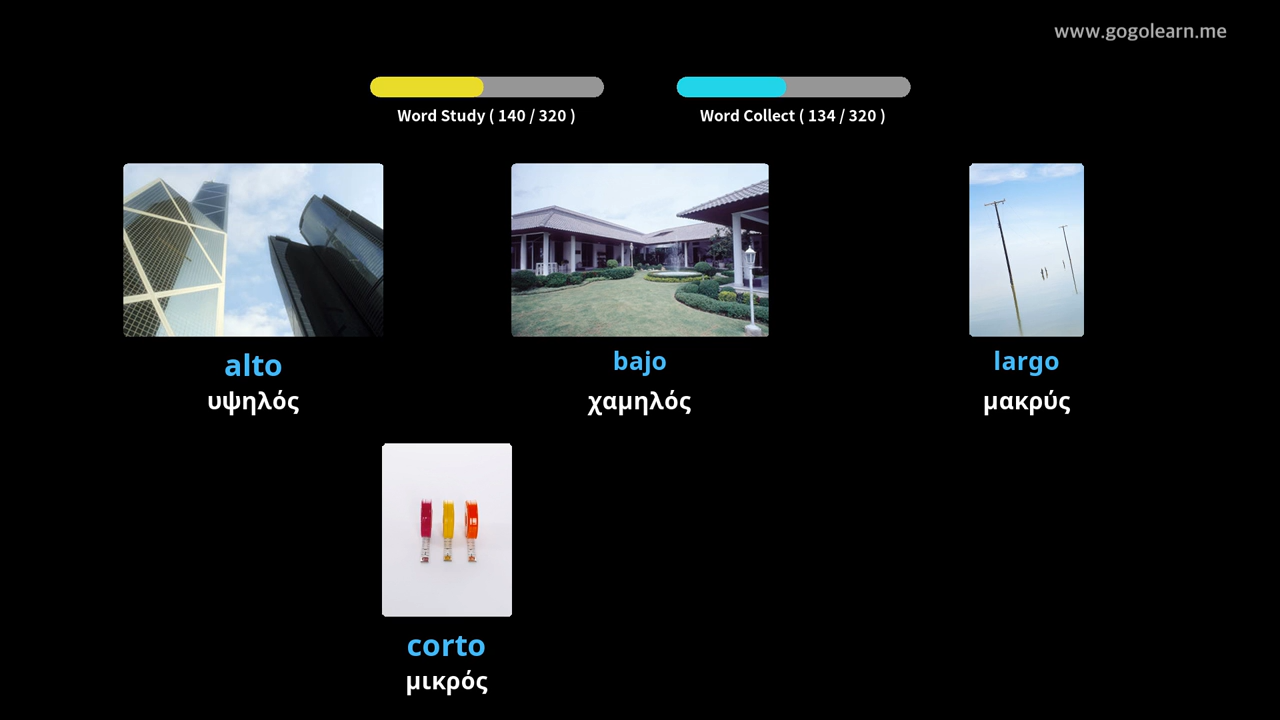 www.gogolearn.me
Word Study ( 140 / 320 )
Word Collect ( 134 / 320 )
alto
υψηλός
bajo
χαμηλός
largo
μακρύς
corto
μικρός